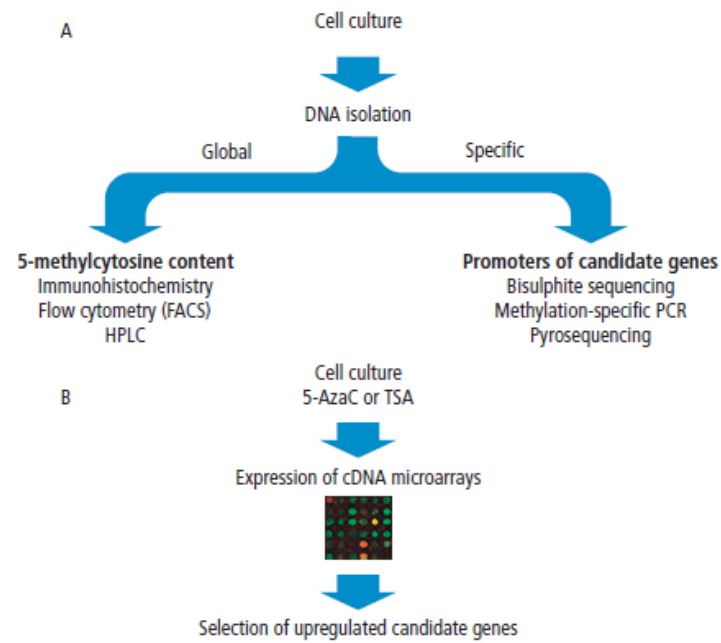 A
Cell culture
DNA isolation
Global
Specific
5-methylcytosine content
Immunohistochemistry
Flow cytometry (FACS)
HPLC
Promoters of candidate genes
Bisulphite sequencing
Methylation-specific PCR
Pyrosequencing
B
Cell culture
5-AzaC or TSA
Expression of cDNA microarrays
Selection of upregulated candidate genes